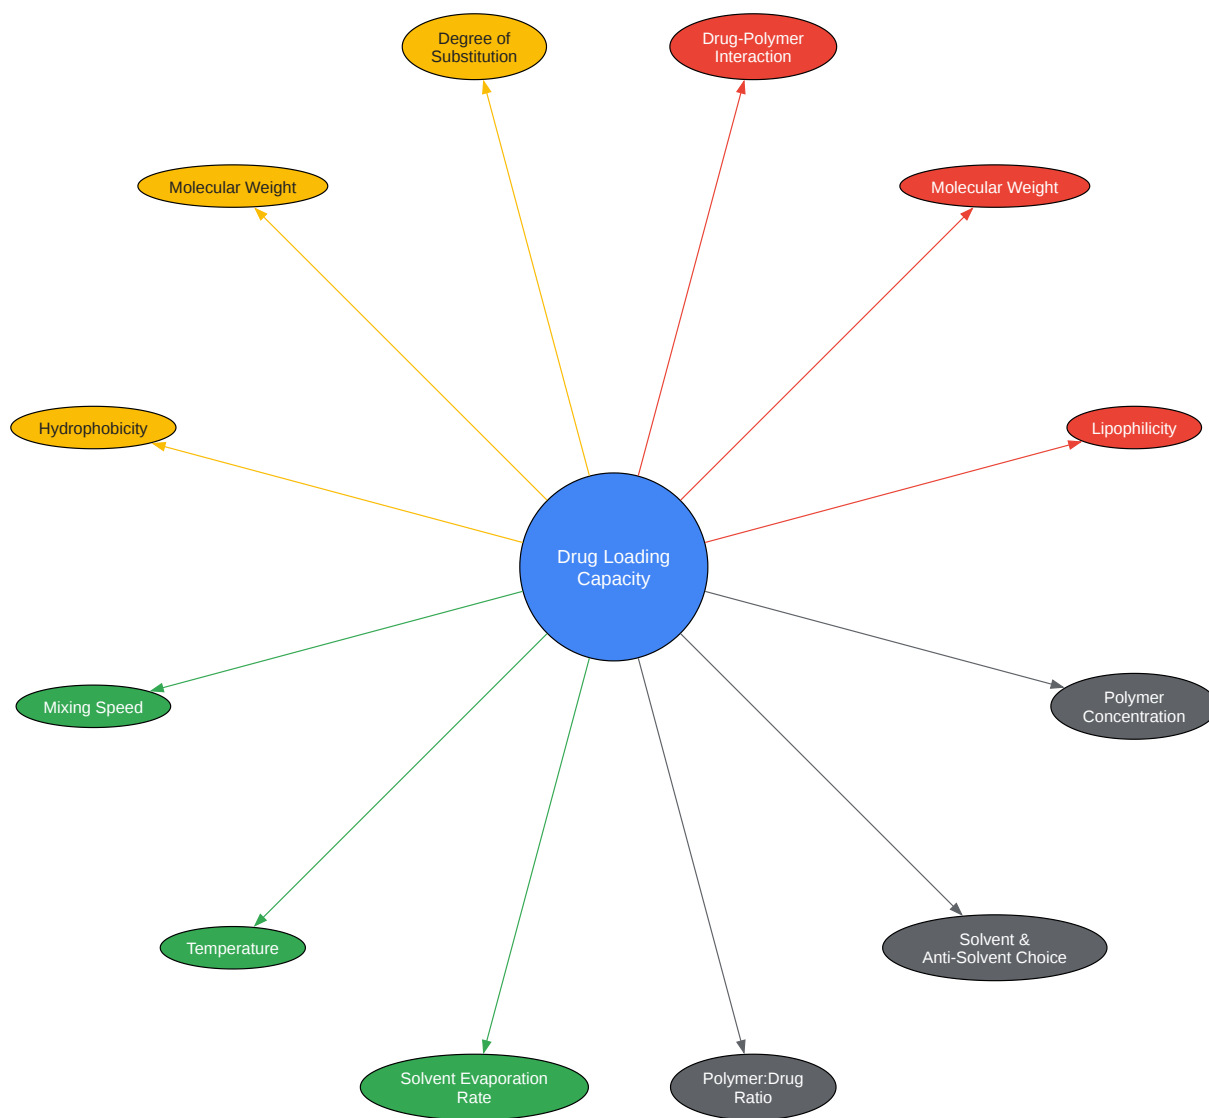 Degree of
Substitution
Drug-Polymer
Interaction
Molecular Weight
Molecular Weight
Hydrophobicity
Lipophilicity
Drug Loading
Capacity
Mixing Speed
Polymer
Concentration
Temperature
Solvent &
Anti-Solvent Choice
Solvent Evaporation
Rate
Polymer:Drug
Ratio